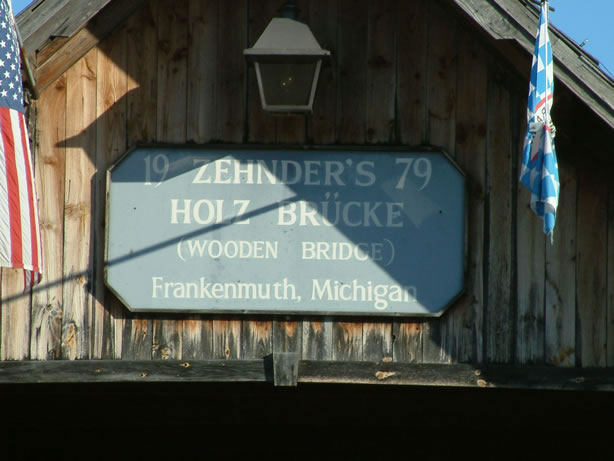 19 ZEHNDER'S 79
HOLZ BRÜCKE
(WOODEN BRIDGE)
Frankenmuth, Michigan